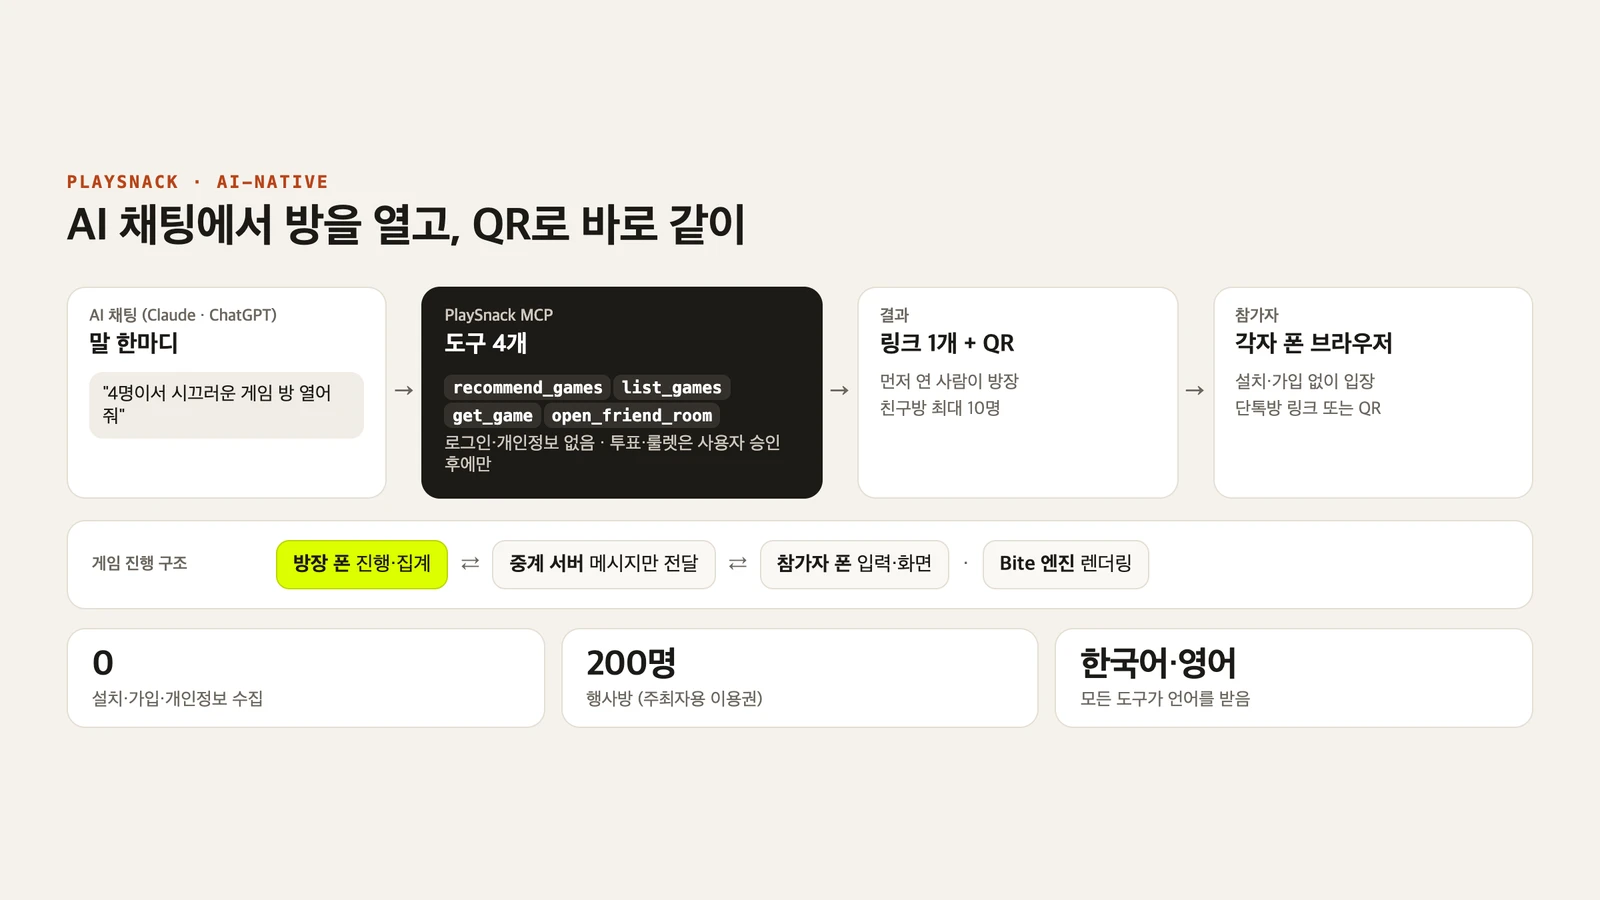 PLAYSNACK · AI-NATIVE
AI 채팅에서 방을 열고, QR로 바로 같이
AI 채팅 (Claude · ChatGPT)
말 한마디
"4명이서 시끄러운 게임 방 열어
줘"
→
PlaySnack MCP
도구 4개
recommend_games list_games
get_game open_friend_room
로그인·개인정보 없음 · 투표·룰렛은 사용자 승인
후에만
→
결과
링크 1개 + QR
먼저 연 사람이 방장
친구방 최대 10명
→
참가자
각자 폰 브라우저
설치·가입 없이 입장
단톡방 링크 또는 QR
게임 진행 구조 방장 폰 진행·집계 ⇄ 중계 서버 메시지만 전달 ⇄ 참가자 폰 입력·화면 · Bite 엔진 렌더링
0
설치·가입·개인정보 수집
200명
행사방 (주최자용 이용권)
한국어·영어
모든 도구가 언어를 받음